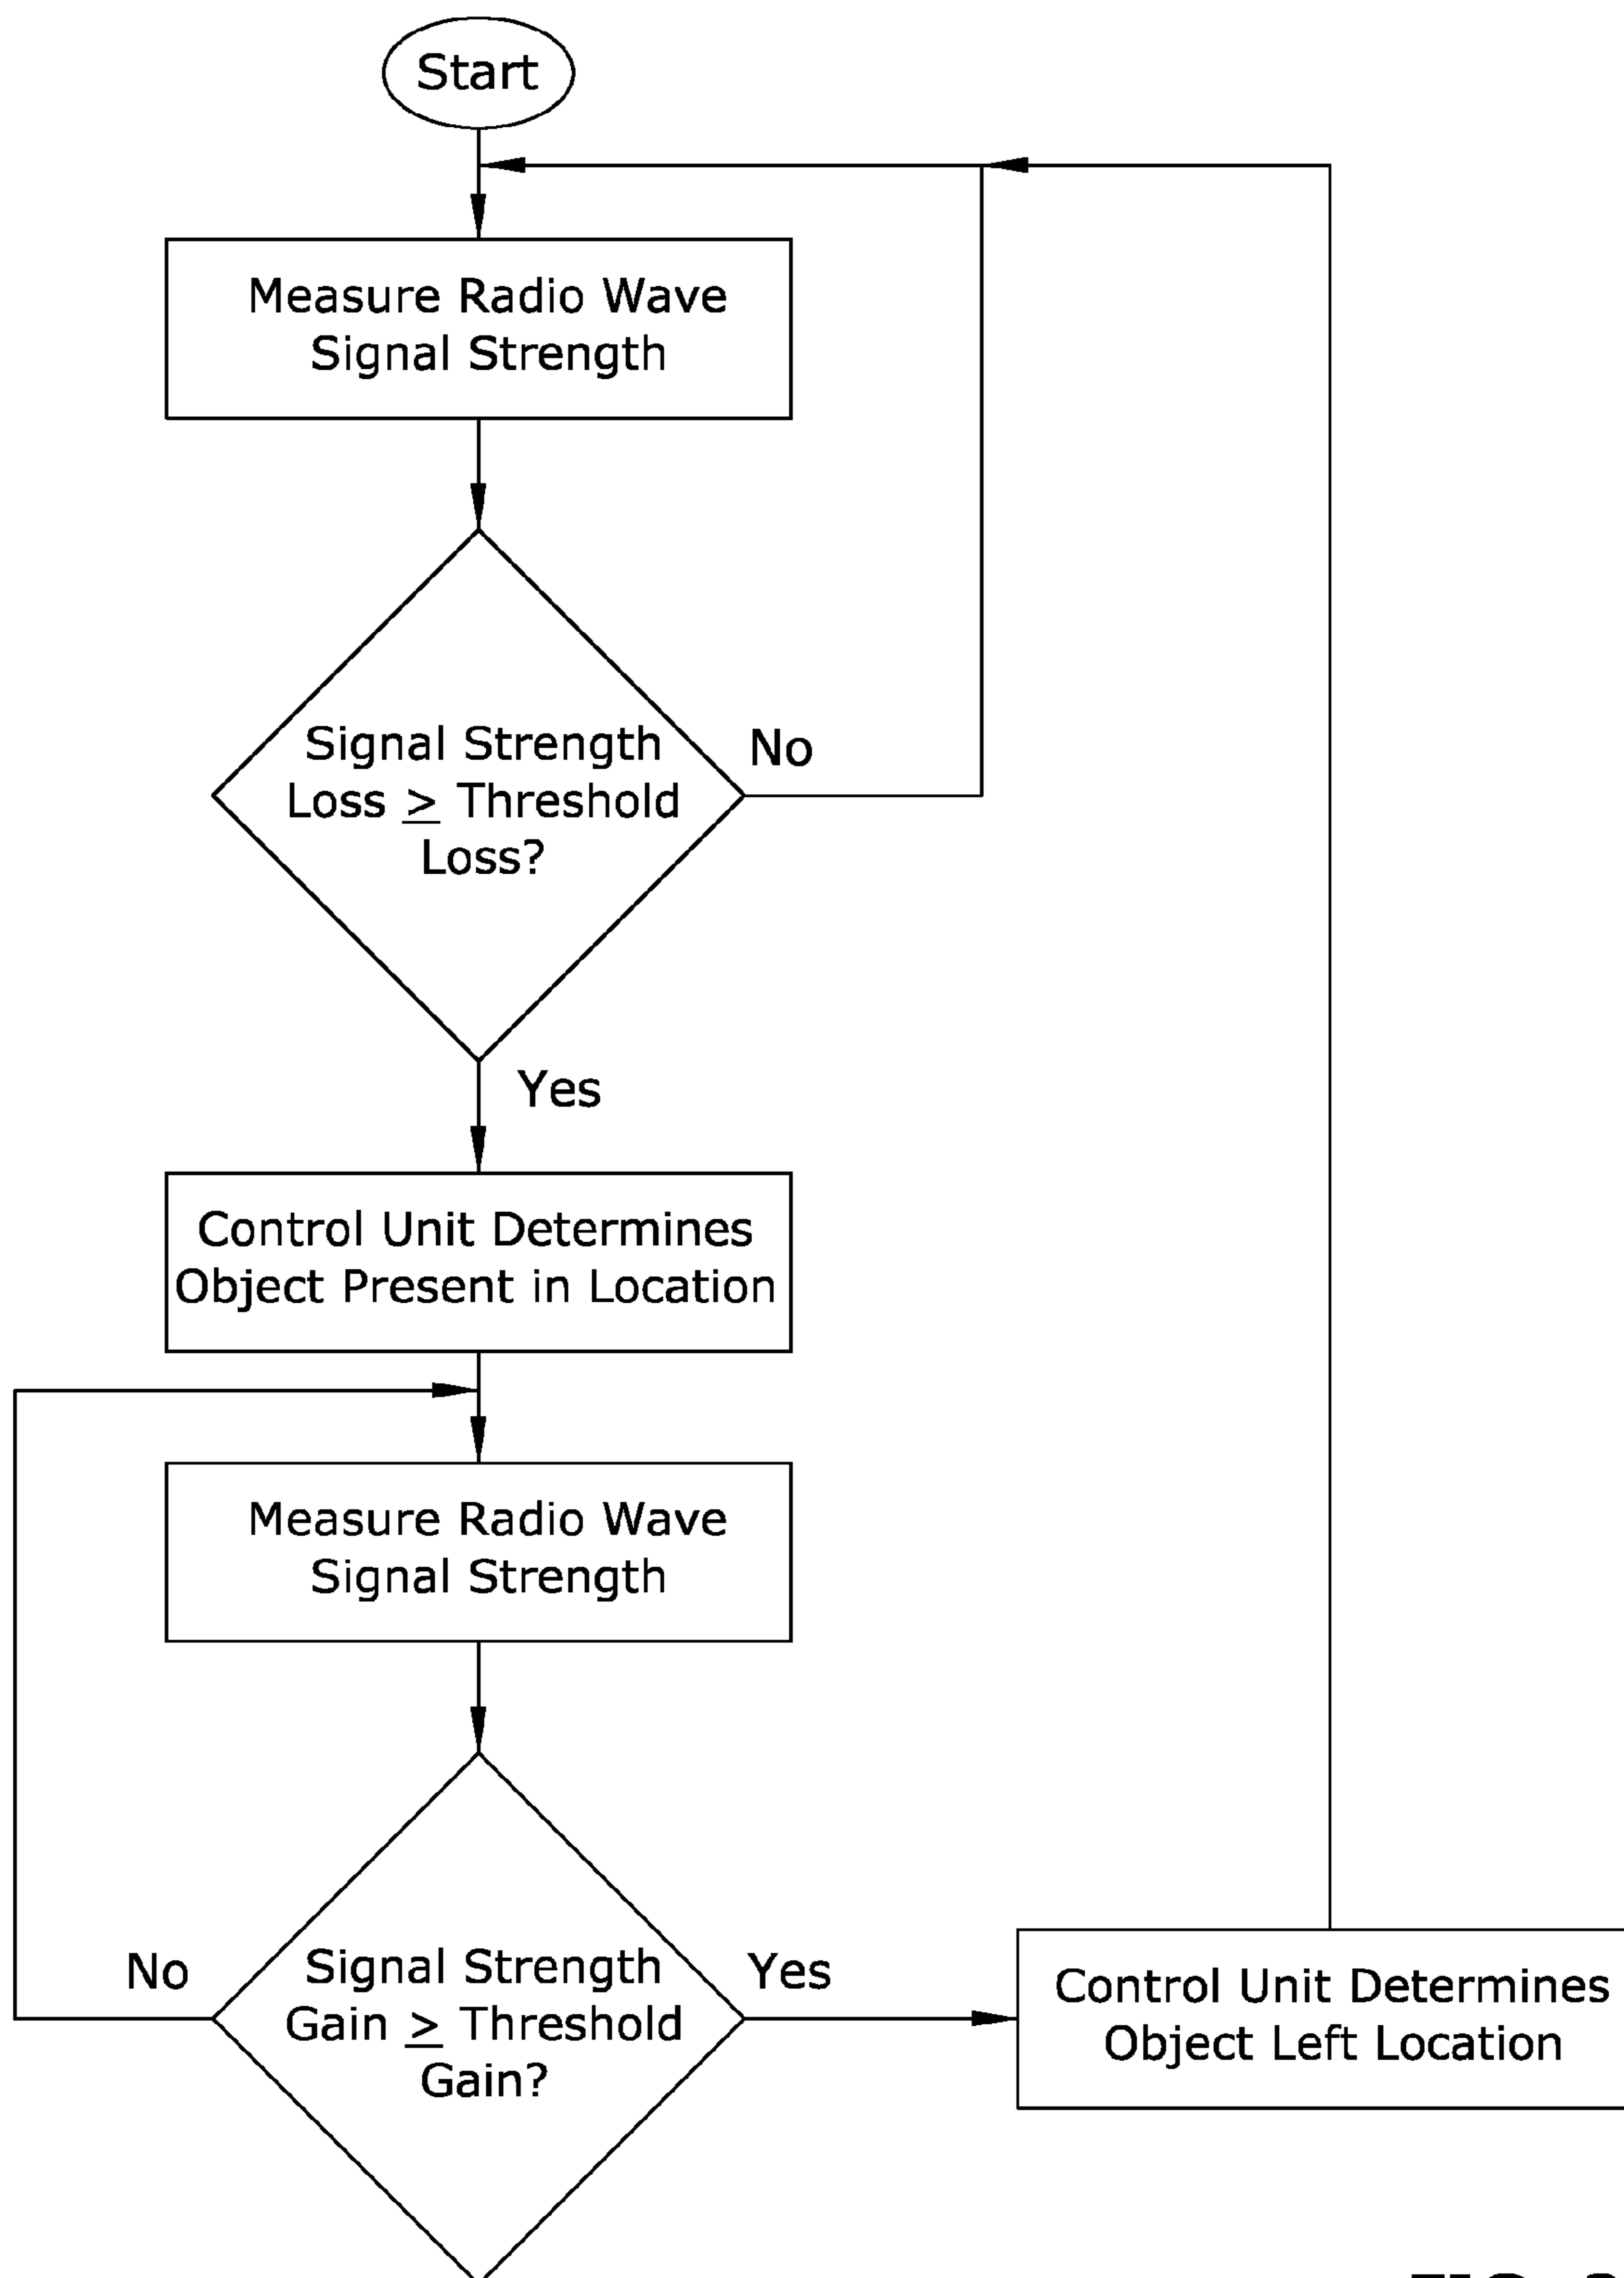 Start
Measure Radio Wave
Signal Strength
Signal Strength
Loss ≥ Threshold
Loss?
No
Yes
Control Unit Determines
Object Present in Location
Measure Radio Wave
Signal Strength
No
Signal Strength
Gain ≥ Threshold
Gain?
Yes
Control Unit Determines
Object Left Location